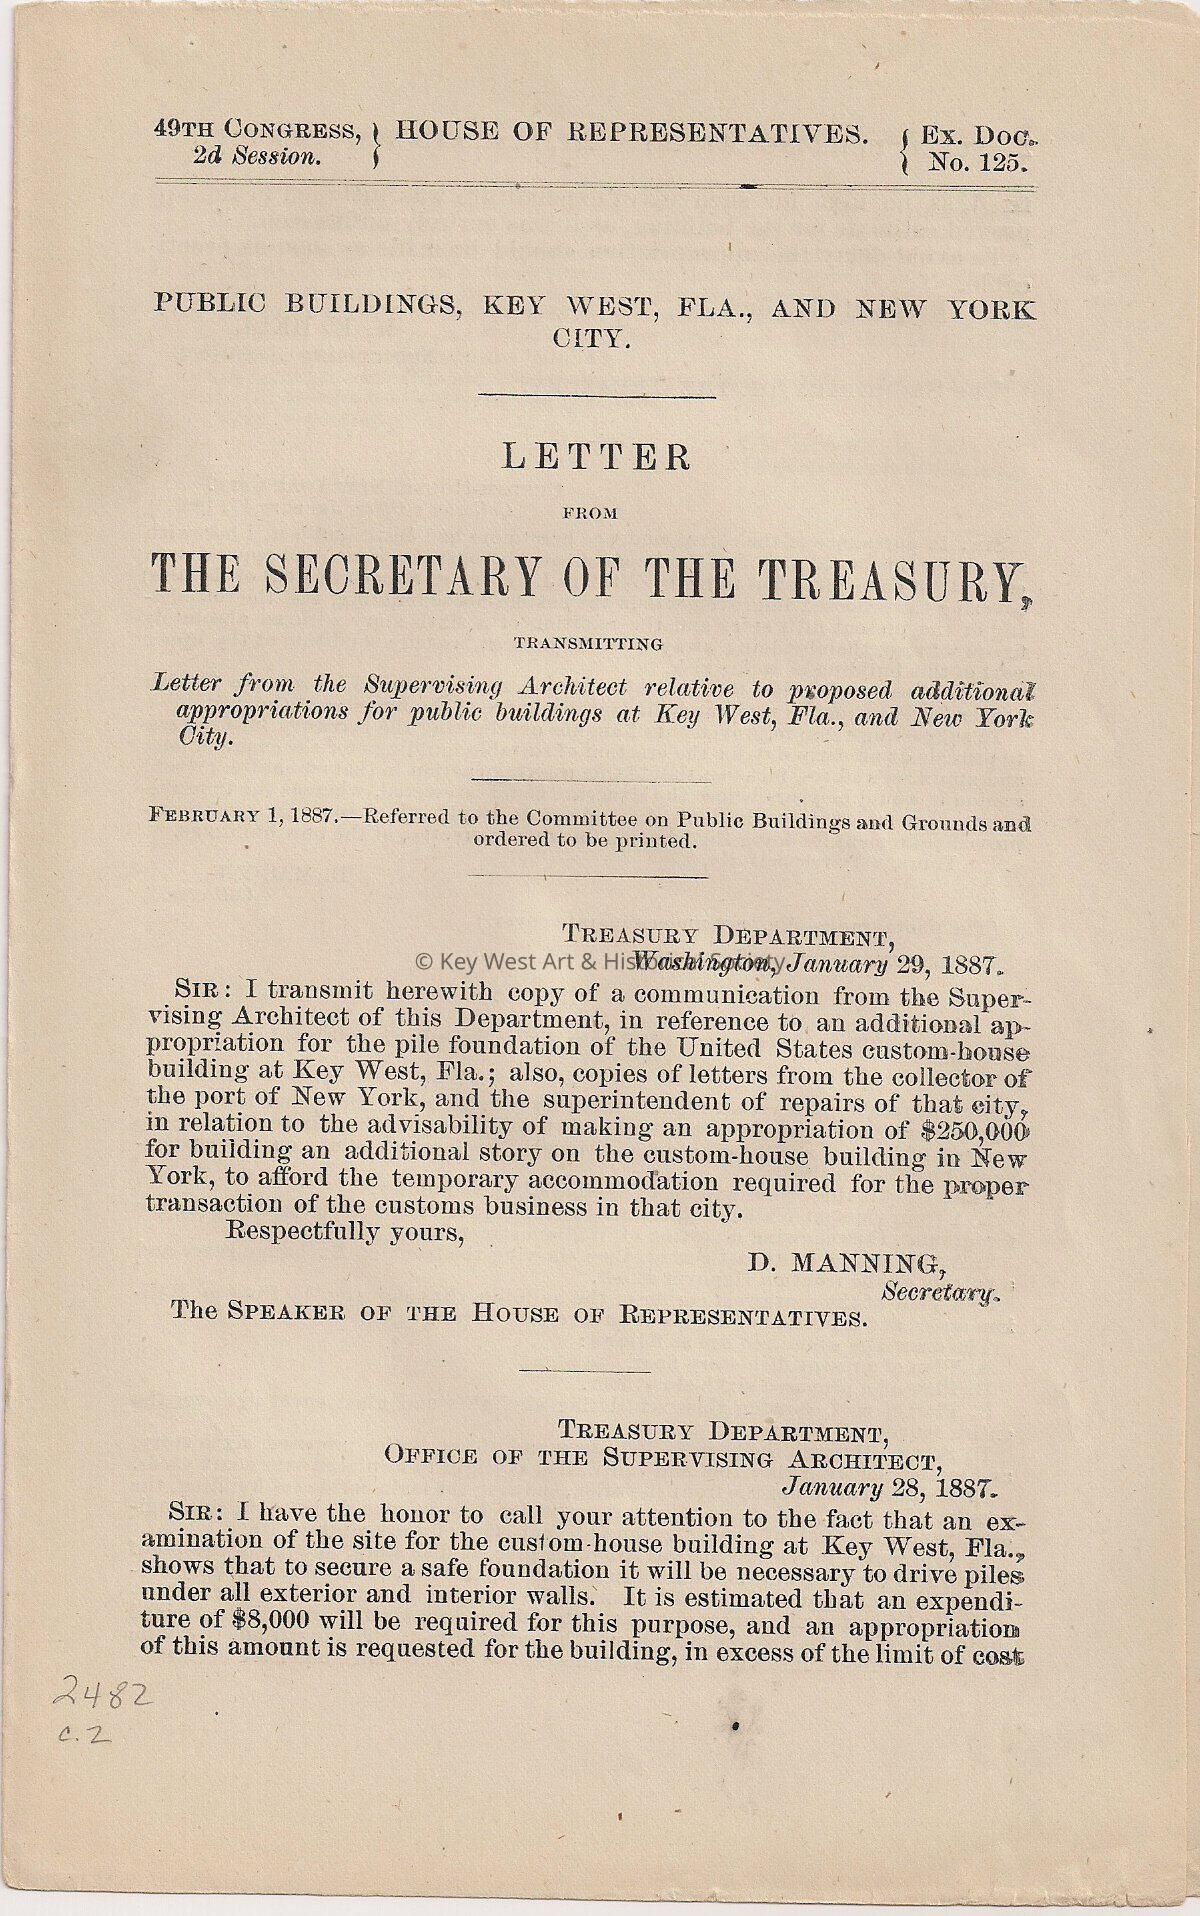 49TH CONGRESS, } HOUSE OF REPRESENTATIVES. { Ex. Doc.
2d Session. } { No. 125.
PUBLIC BUILDINGS, KEY WEST, FLA., AND NEW YORK
CITY.
LETTER
FROM
THE SECRETARY OF THE TREASURY,
TRANSMITTING
Letter from the Supervising Architect relative to proposed additional
appropriations for public buildings at Key West, Fla., and New York
City.
FEBRUARY 1, 1887.—Referred to the Committee on Public Buildings and Grounds and
ordered to be printed.
TREASURY DEPARTMENT,
Washington, January 29, 1887.
© Key West Art & Historical Society
SIR: I transmit herewith copy of a communication from the Super-
vising Architect of this Department, in reference to an additional ap-
propriation for the pile foundation of the United States custom-house
building at Key West, Fla.; also, copies of letters from the collector of
the port of New York, and the superintendent of repairs of that city,
in relation to the advisability of making an appropriation of $250,000
for building an additional story on the custom-house building in New
York, to afford the temporary accommodation required for the proper
transaction of the customs business in that city.
Respectfully yours,
D. MANNING,
Secretary.
The SPEAKER OF THE HOUSE OF REPRESENTATIVES.
TREASURY DEPARTMENT,
OFFICE OF THE SUPERVISING ARCHITECT,
January 28, 1887.
SIR: I have the honor to call your attention to the fact that an ex-
amination of the site for the custom-house building at Key West, Fla.,
shows that to secure a safe foundation it will be necessary to drive piles
under all exterior and interior walls. It is estimated that an expendi-
ture of $8,000 will be required for this purpose, and an appropriation
of this amount is requested for the building, in excess of the limit of cost
2482
c. 2